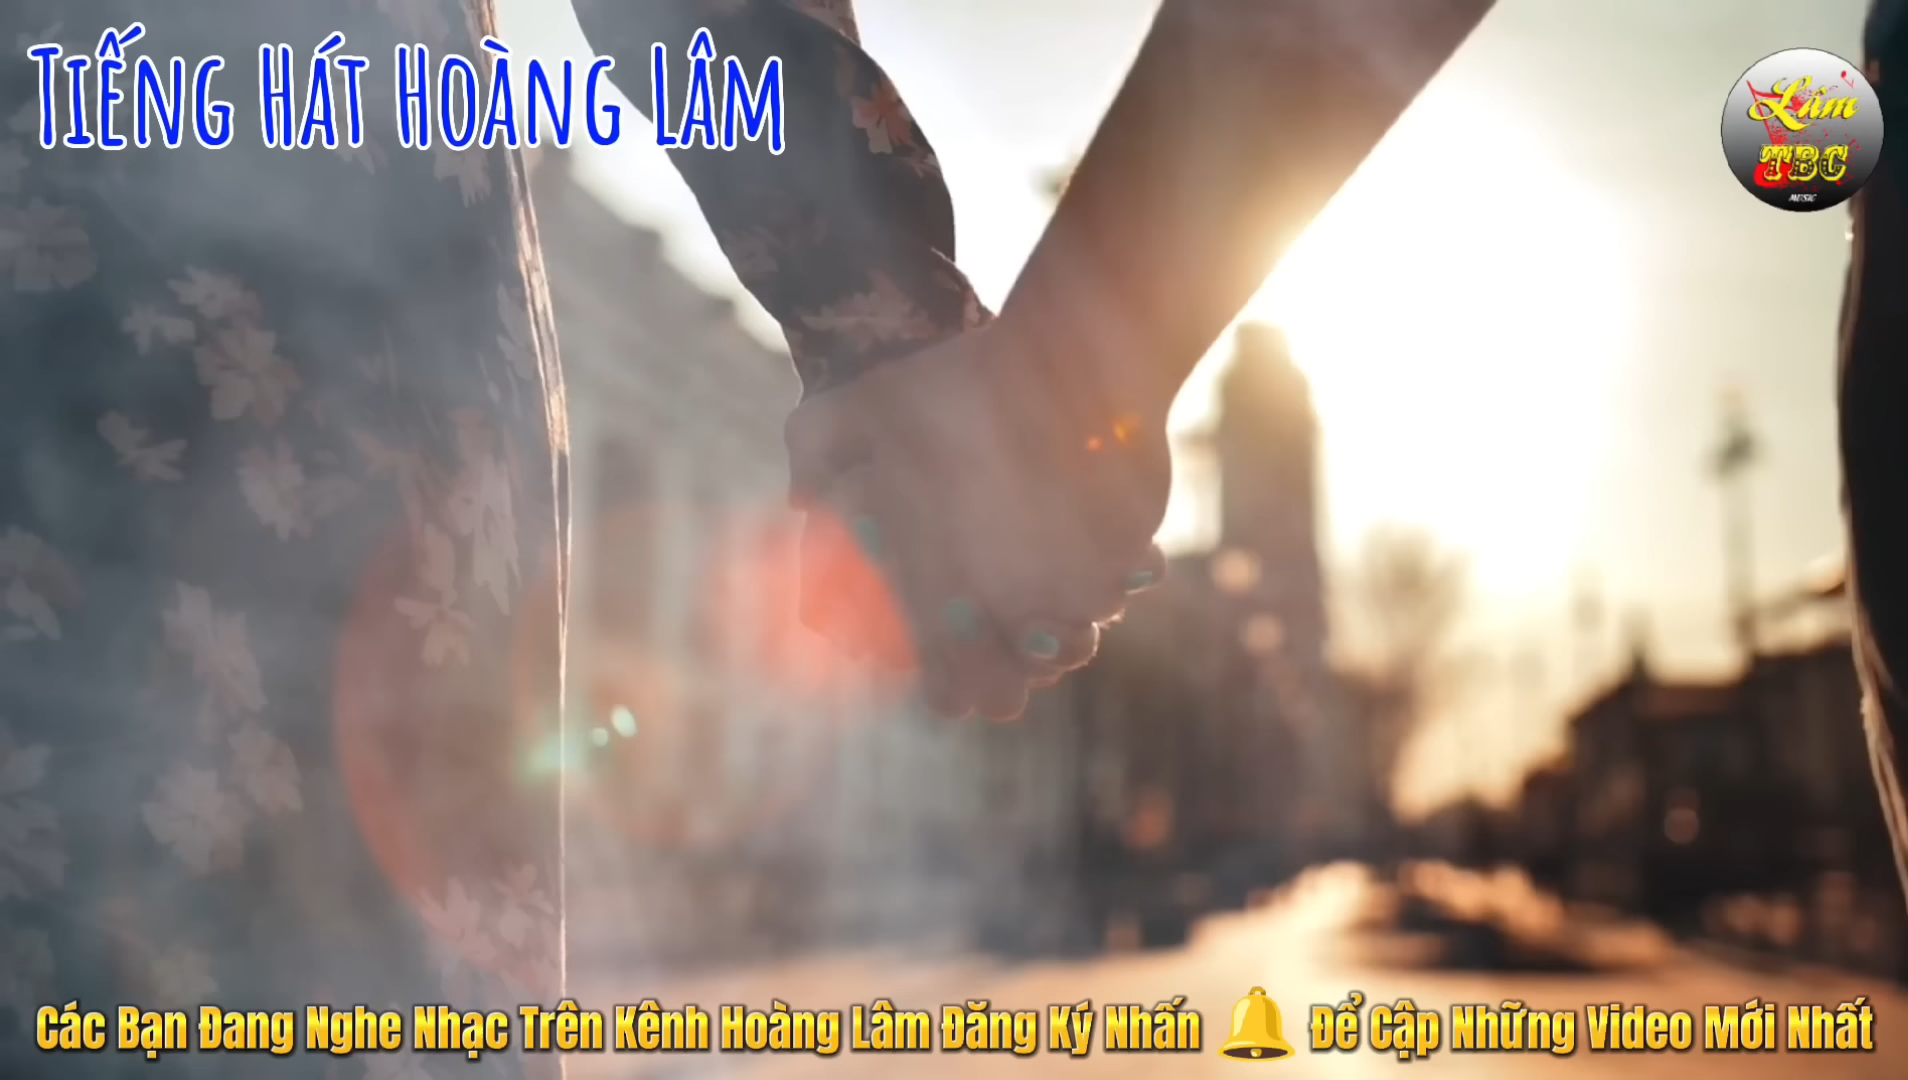 Tiếng Hát Hoàng Lâm
Lâm
TBC
MUSIC
Các Bạn Đang Nghe Nhạc Trên Kênh Hoàng Lâm Đăng Ký Nhấn 🔔 Để Cập Những Video Mới Nhất